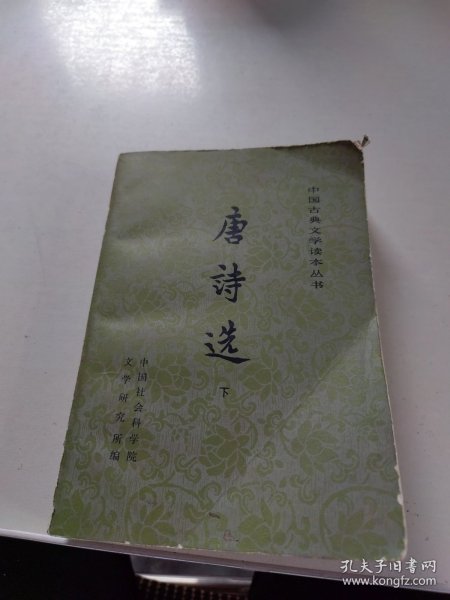 中国古典文学读本丛书
唐詩选
下
中国社会科学院
文学研究所编
孔夫子旧书网
www.kongfz.com